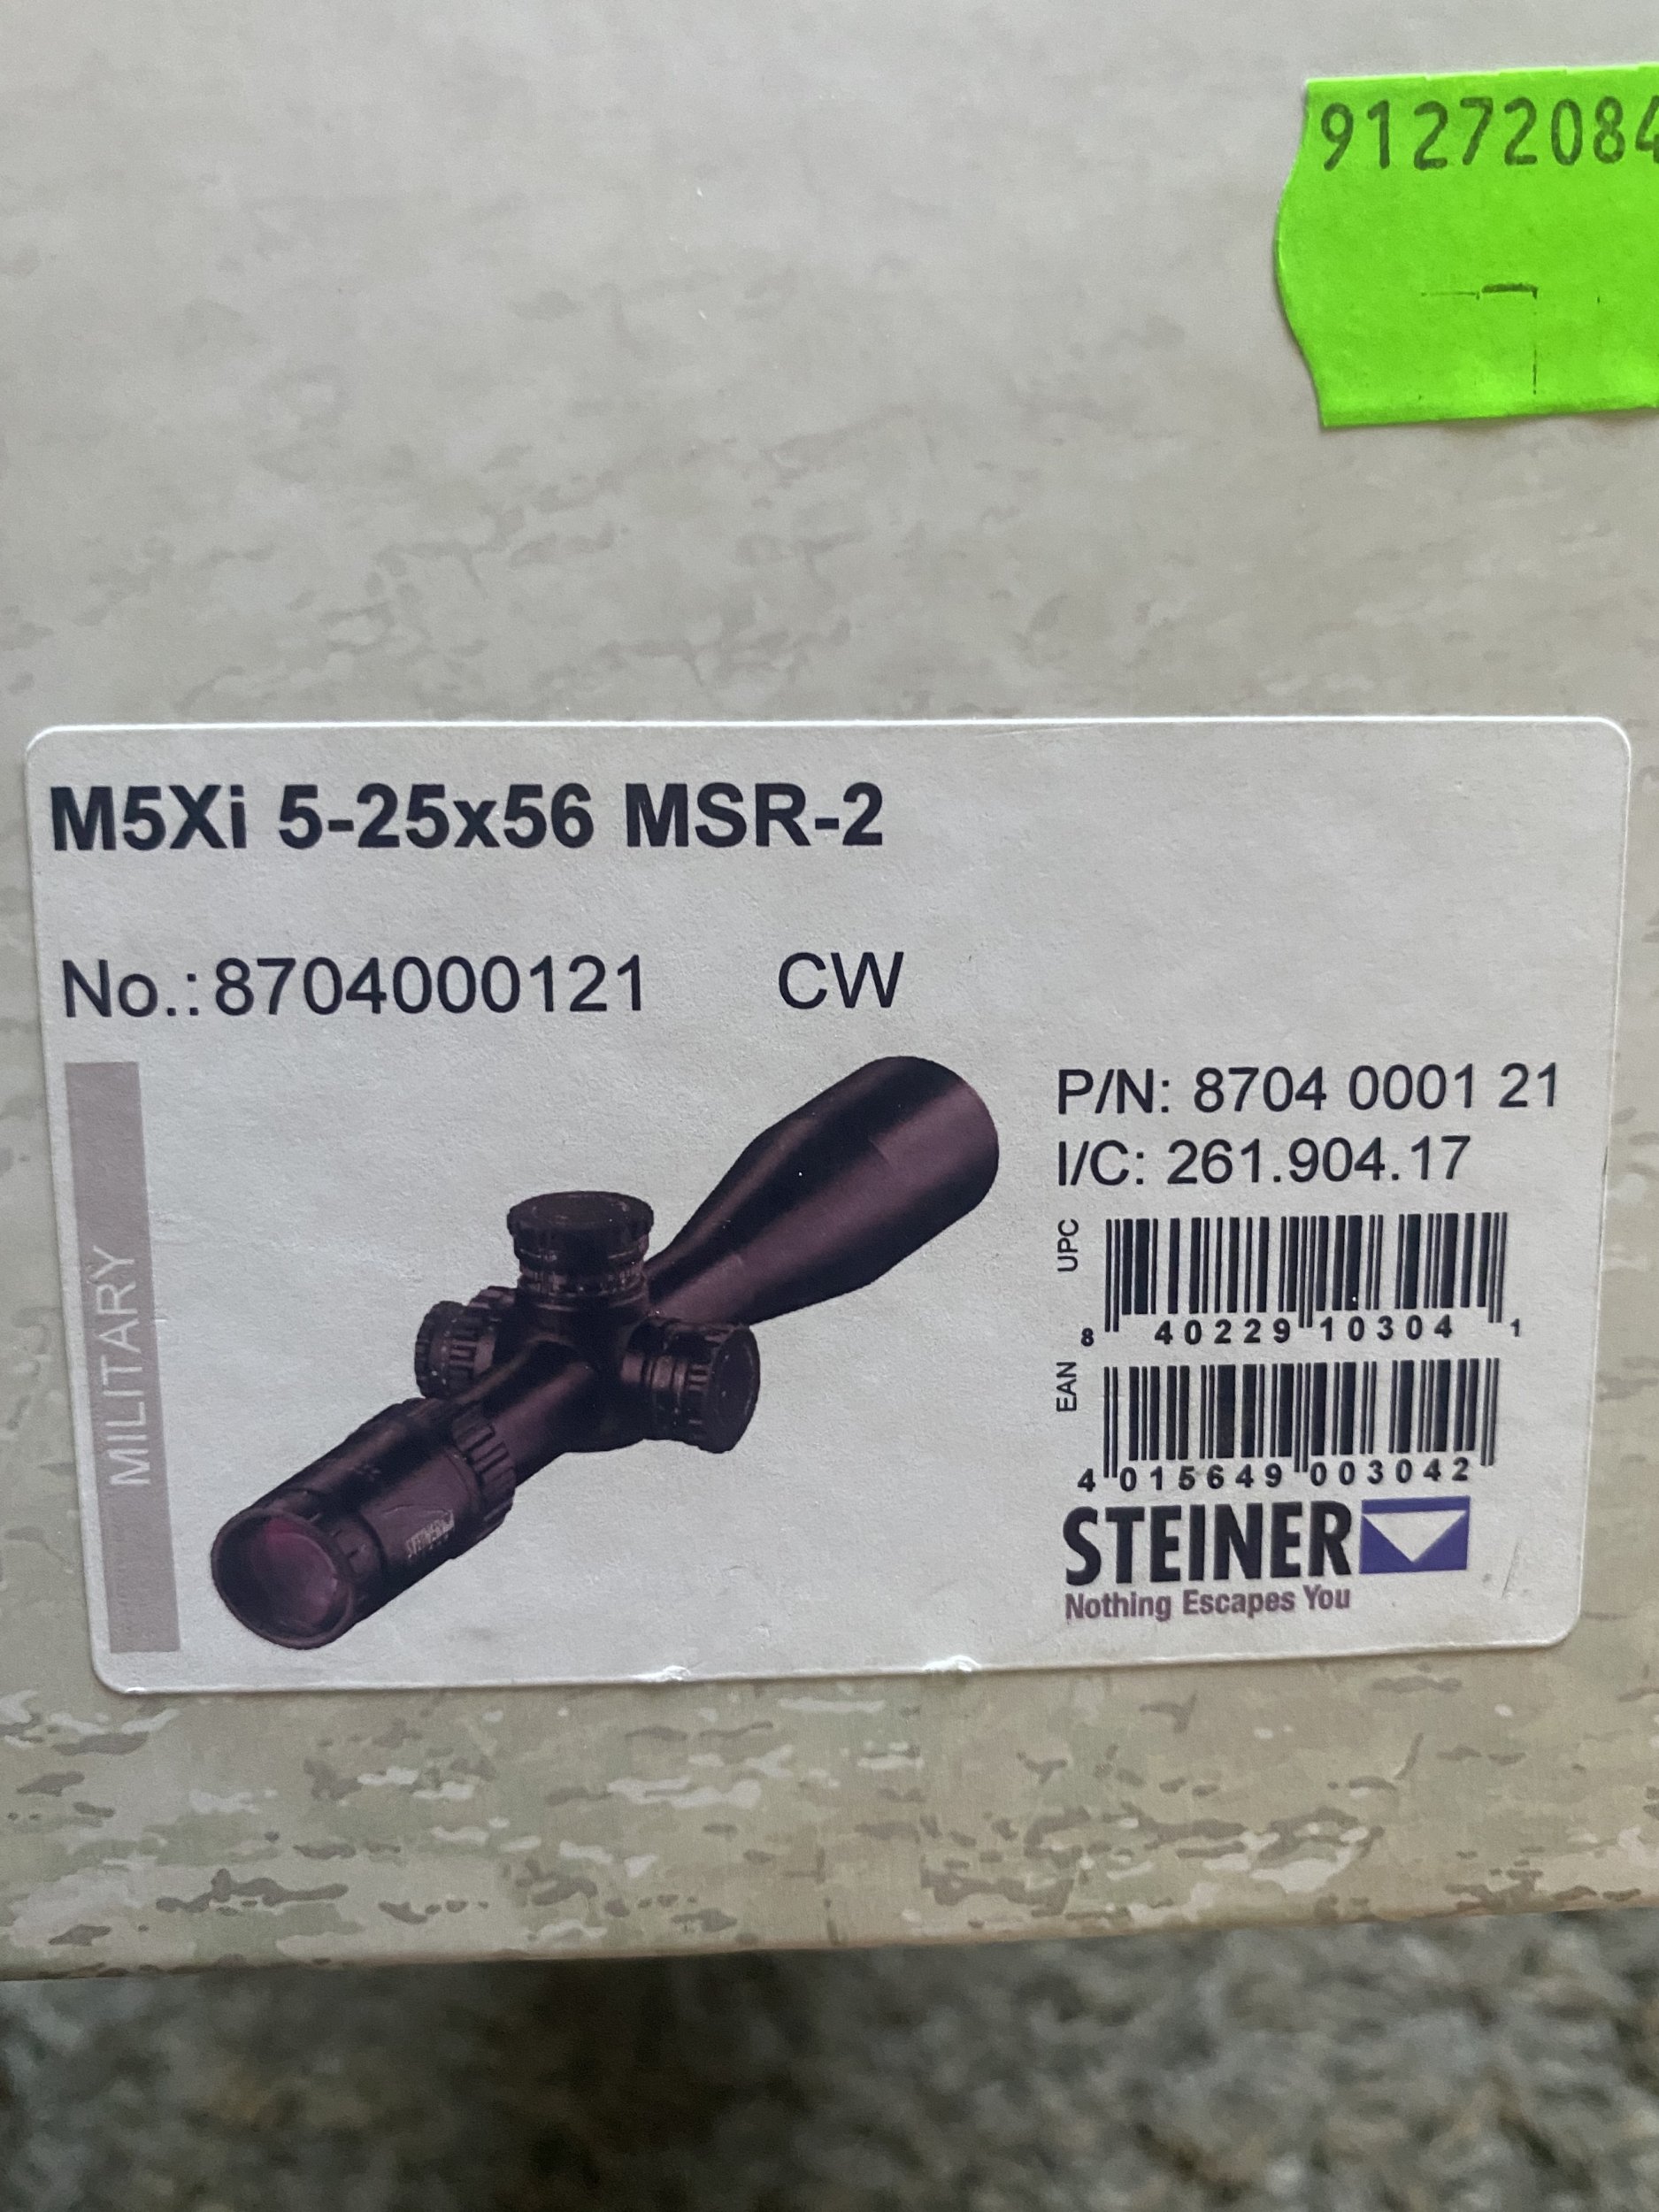 91272084
M5Xi 5-25x56 MSR-2
No.:8704000121 CW
MILITARY
P/N: 8704 0001 21
I/C: 261.904.17
UPC
8 40229 10304 1
EAN
4 015649 003042
STEINER
STEINER
Nothing Escapes You